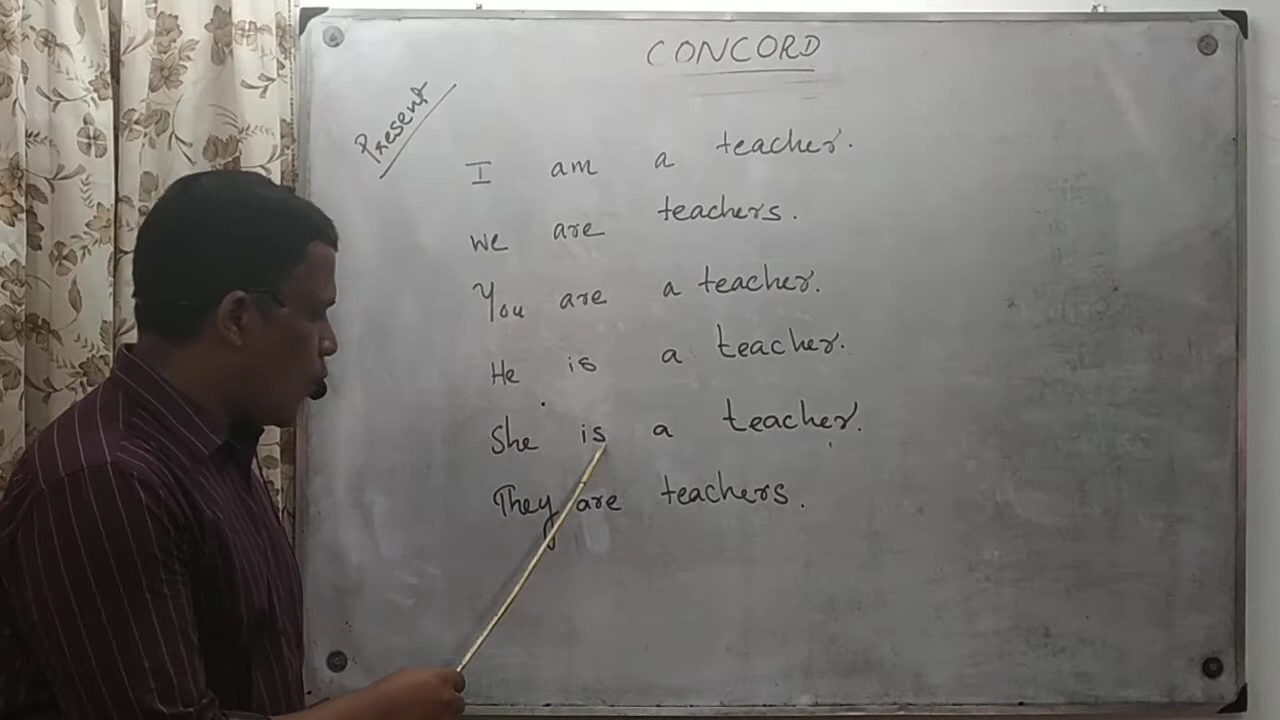 CONCORD
Present
I am a teacher.
We are teachers.
You are a teacher.
He is a teacher.
She is a teacher.
They are teachers.